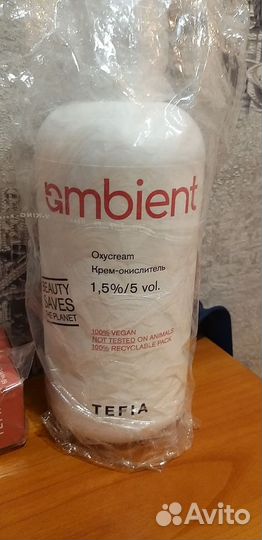 ambient
Oxycream
Крем-окислитель
1,5%/5 vol.
BEAUTY
SAVES
THE PLANET
100% VEGAN
NOT TESTED ON ANIMALS
100% RECYCLABLE PACK
TEFIA
Avito